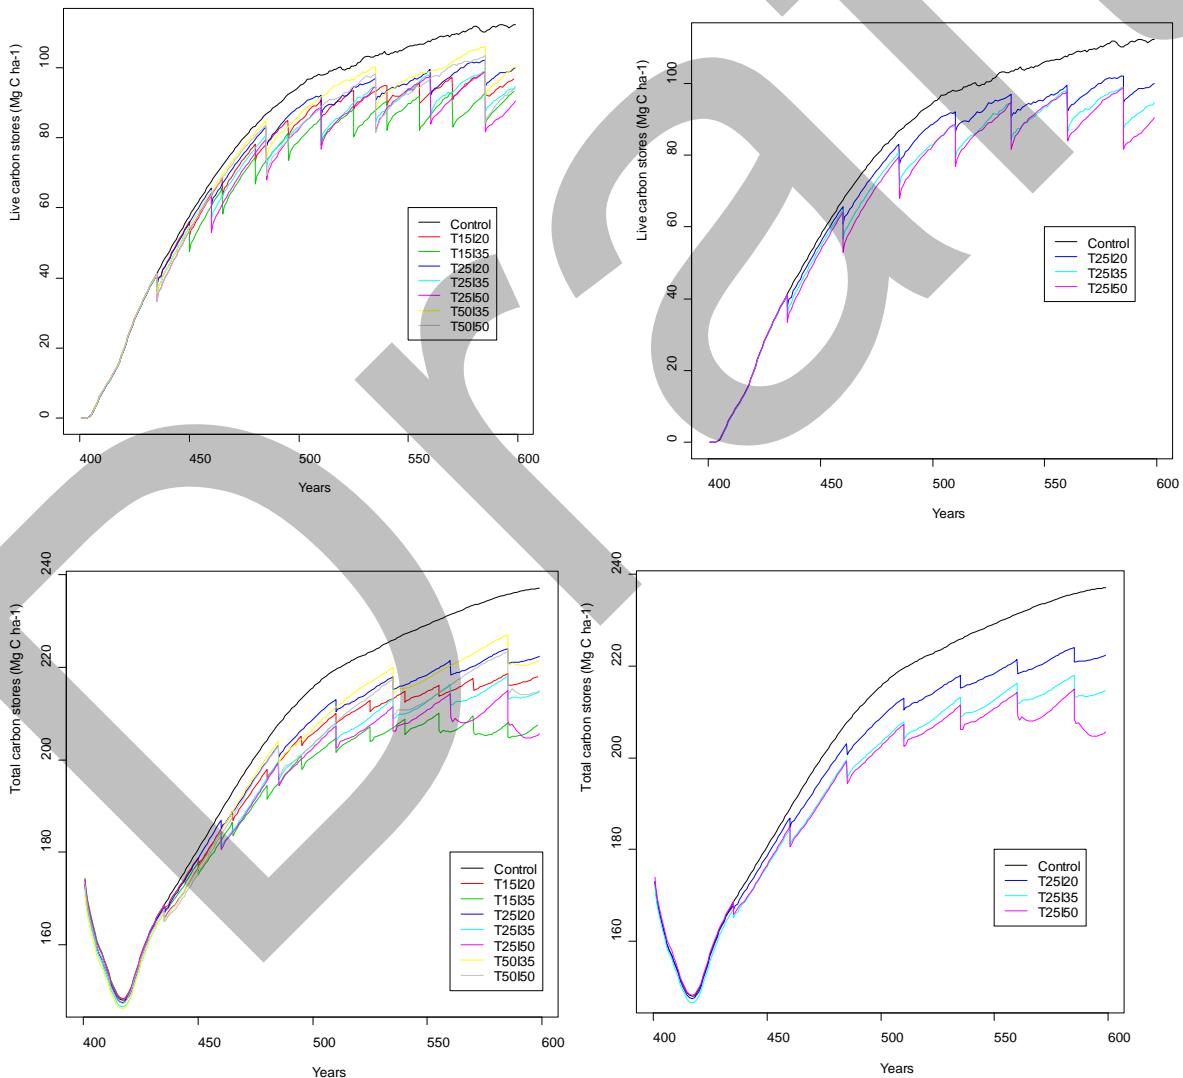 Live carbon stores (Mg C ha-1)
0 20 40 60 80 100
400 450 500 550 600
Years
Control
T15I20
T15I35
T25I20
T25I35
T25I50
T50I35
T50I50
Live carbon stores (Mg C ha-1)
0 20 40 60 80 100
400 450 500 550 600
Years
Control
T25I20
T25I35
T25I50
Total carbon stores (Mg C ha-1)
160 180 200 220 240
400 450 500 550 600
Years
Control
T15I20
T15I35
T25I20
T25I35
T25I50
T50I35
T50I50
Total carbon stores (Mg C ha-1)
160 180 200 220 240
400 450 500 550 600
Years
Control
T25I20
T25I35
T25I50